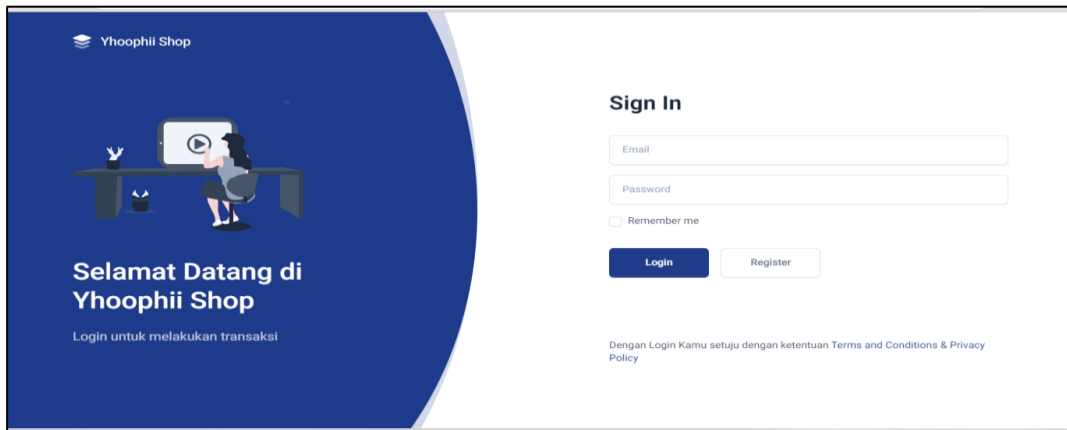 Yhoophii Shop
Selamat Datang di
Yhoophii Shop
Login untuk melakukan transaksi
Sign In
Email
Password
Remember me
Login
Register
Dengan Login Kamu setuju dengan ketentuan Terms and Conditions & Privacy
Policy